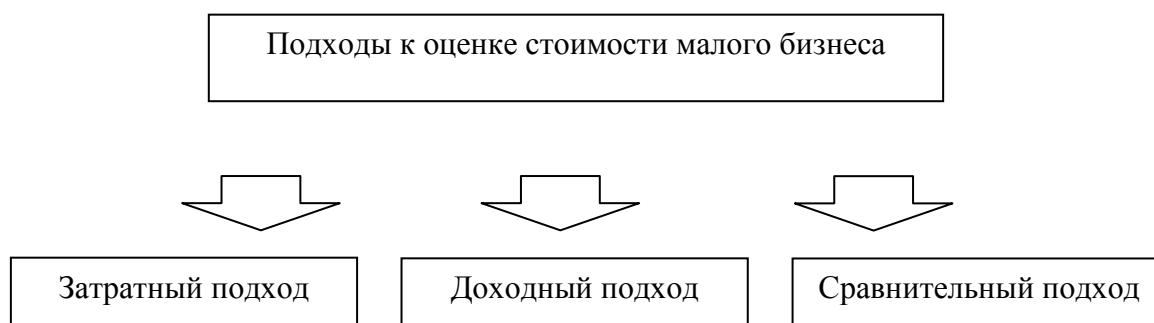 Подходы к оценке стоимости малого бизнеса
Затратный подход
Доходный подход
Сравнительный подход